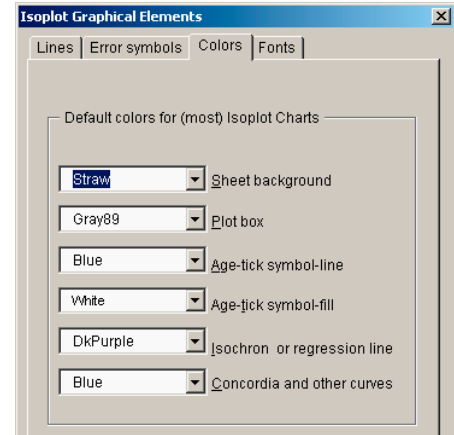 Isoplot Graphical Elements
Lines Error symbols Colors Fonts
Default colors for (most) Isoplot Charts
Straw Sheet background
Gray89 Plot box
Blue Age-tick symbol-line
White Age-tick symbol-fill
DkPurple Isochron or regression line
Blue Concordia and other curves